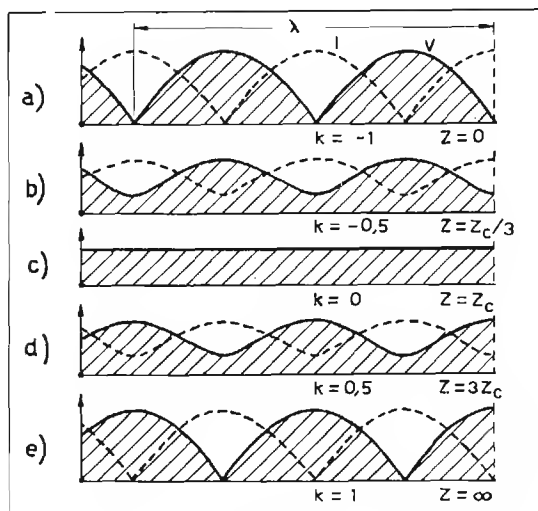 λ
I V
a)
k = -1 Z = 0
b)
k = -0,5 Z = Zc/3
c)
k = 0 Z = Zc
d)
k = 0,5 Z = 3Zc
e)
k = 1 Z = ∞